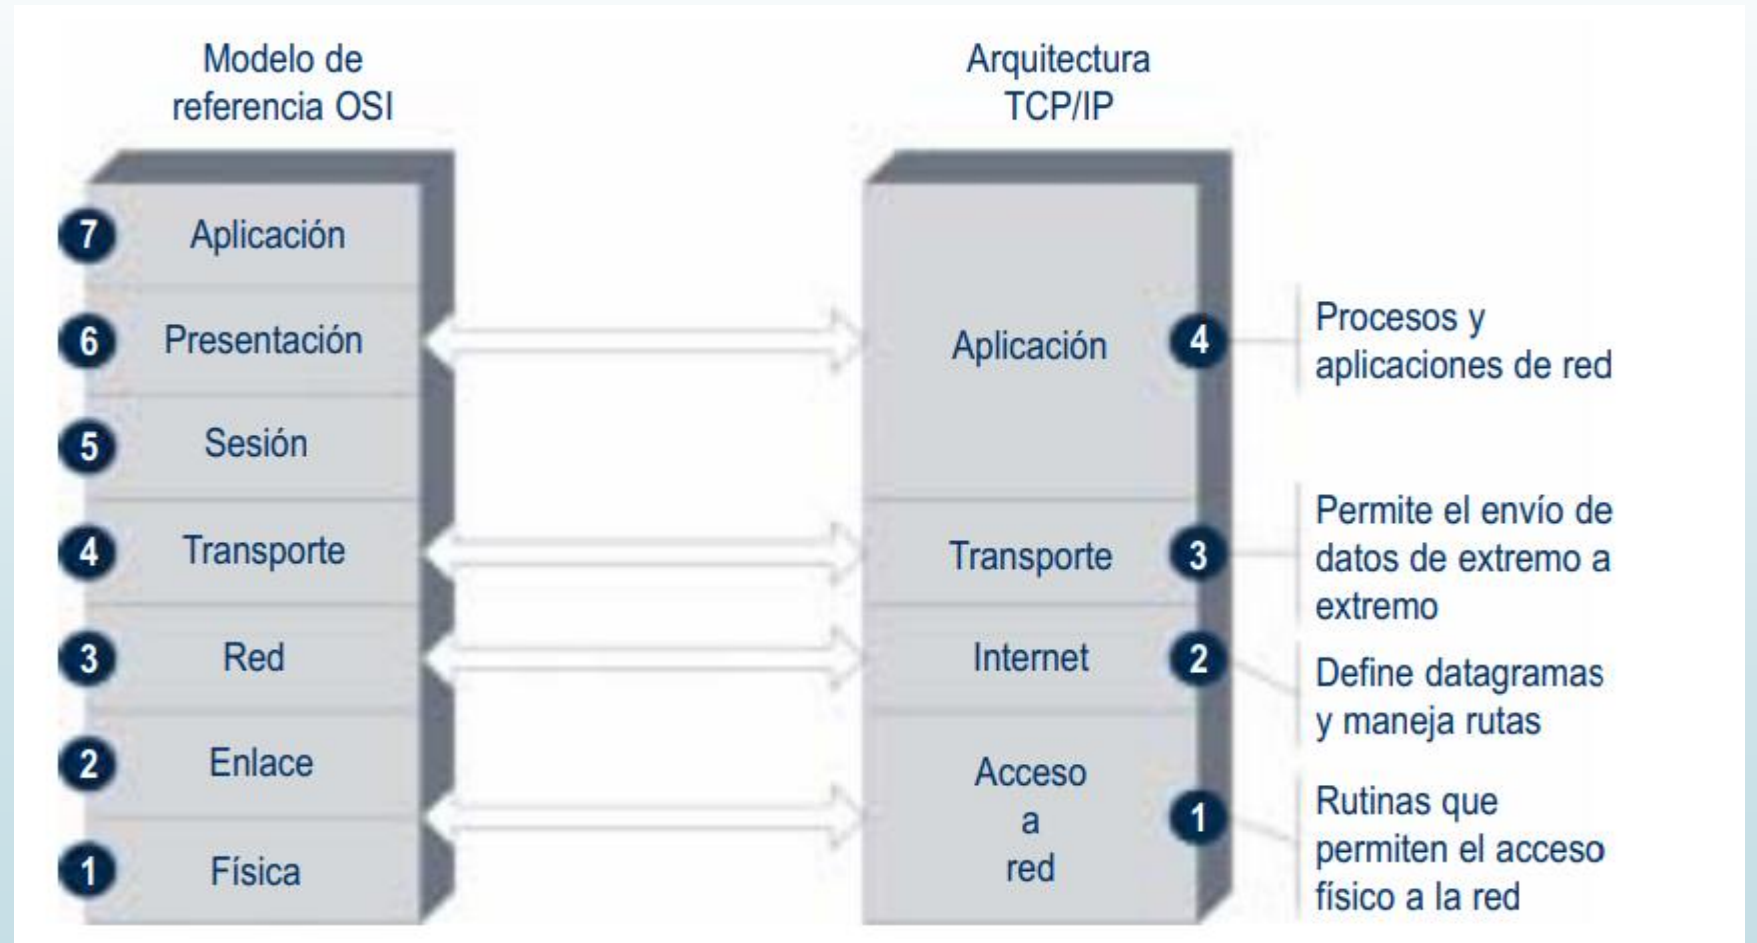 Modelo de
referencia OSI
7
Aplicación
6
Presentación
5
Sesión
4
Transporte
3
Red
2
Enlace
1
Física
Arquitectura
TCP/IP
Aplicación
4
Procesos y
aplicaciones de red
Transporte
3
Permite el envío de
datos de extremo a
extremo
Internet
2
Define datagramas
y maneja rutas
Acceso
a
red
1
Rutinas que
permiten el acceso
físico a la red